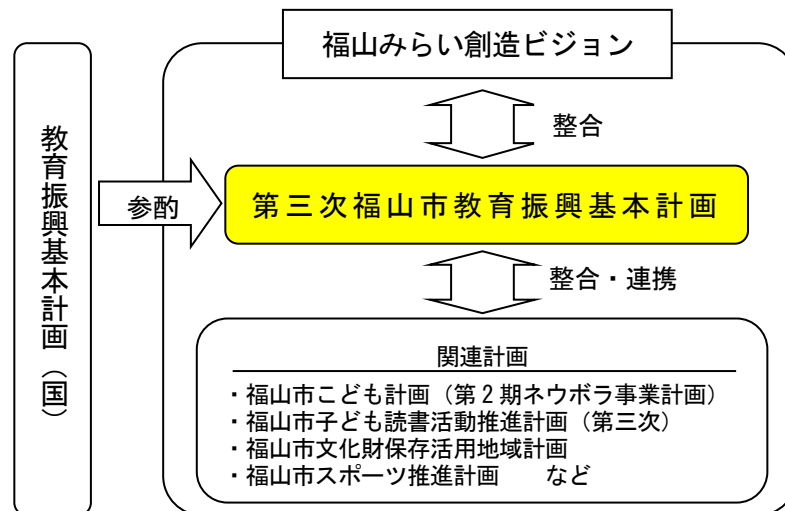 福山みらい創造ビジョン
整合
教育振興基本計画（国）
参酌
第三次福山市教育振興基本計画
整合・連携
関連計画
・福山市こども計画（第２期ネウボラ事業計画）
・福山市子ども読書活動推進計画（第三次）
・福山市文化財保存活用地域計画
・福山市スポーツ推進計画　　など